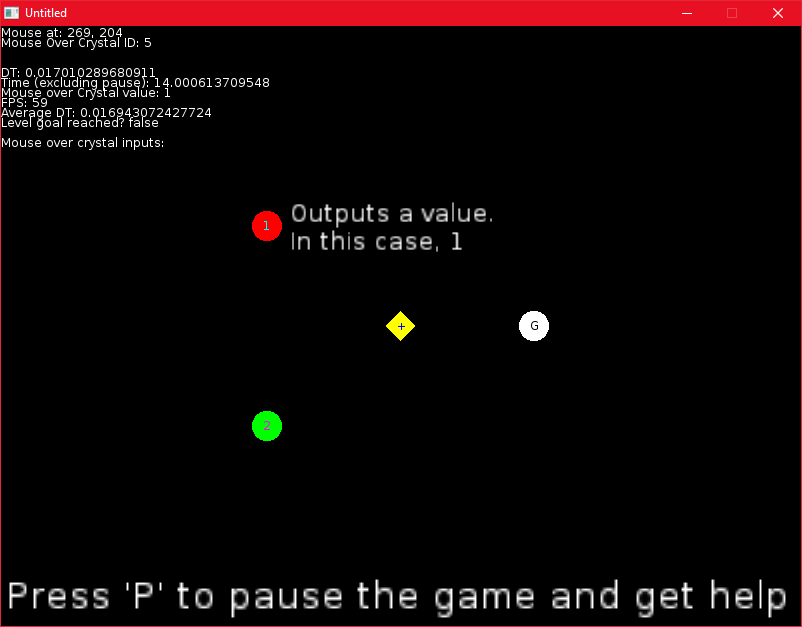 Untitled
Mouse at: 269, 204
Mouse Over Crystal ID: 5
DT: 0.017010289680911
Time (excluding pause): 14.000613709548
Mouse over Crystal value: 1
FPS: 59
Average DT: 0.016943072427724
Level goal reached? false
Mouse over crystal inputs:
1
Outputs a value.
In this case, 1
+
G
2
Press 'P' to pause the game and get help